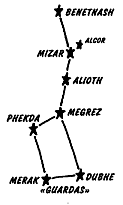 BENETNASH
ALCOR
MIZAR
ALIOTH
MEGREZ
PHEKDA
DUBHE
MERAK
«GUARDAS»